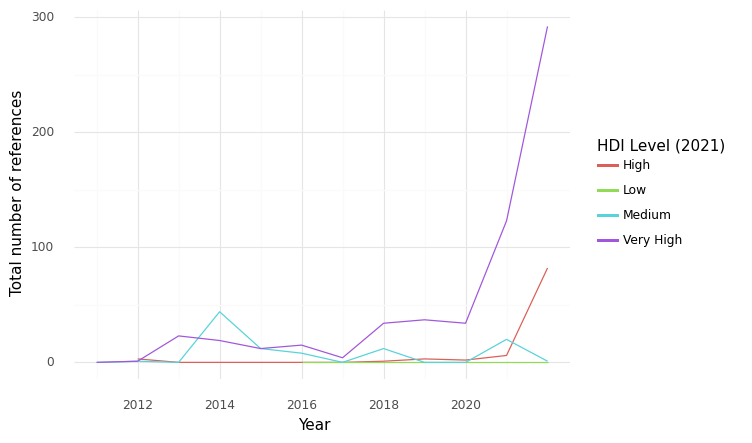 300
200
100
0
Total number of references
2012 2014 2016 2018 2020
Year
HDI Level (2021)
High
Low
Medium
Very High